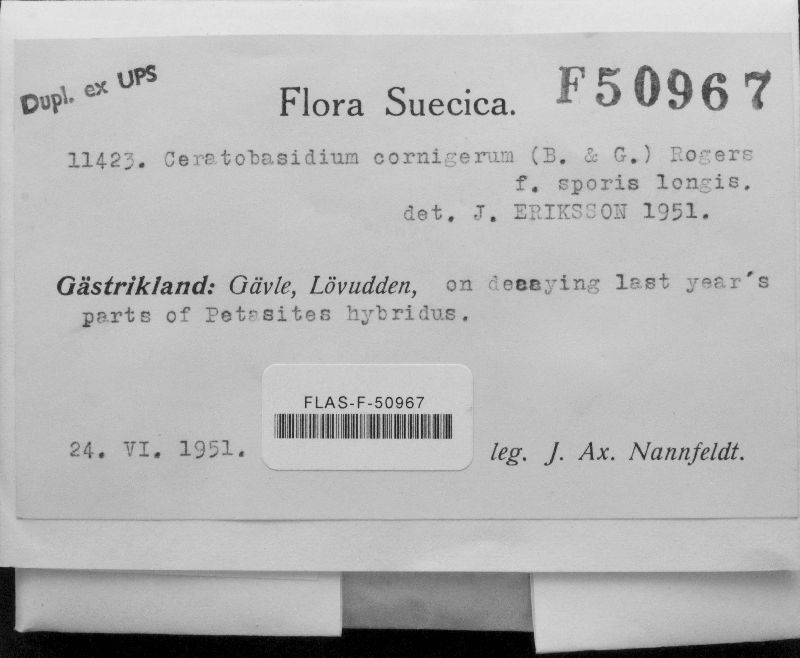 Dupl. ex UPS
Flora Suecica.
F50967
11423. Ceratobasidium cornigerum (B. & G.) Rogers
f. sporis longis.
det. J. ERIKSSON 1951.
Gästrikland: Gävle, Lövudden, on decaying last year's
parts of Petasites hybridus.
FLAS-F-50967
24. VI. 1951.
leg. J. Ax. Nannfeldt.